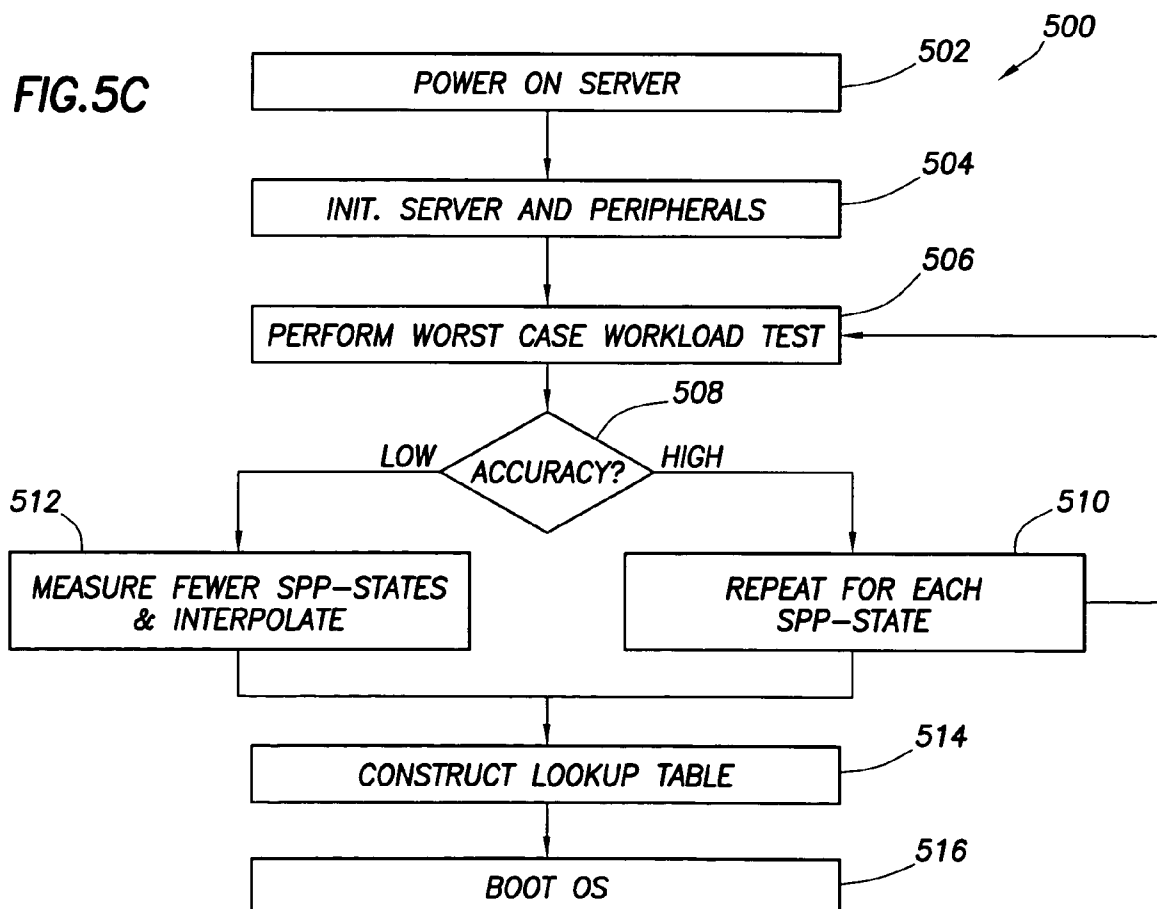 FIG.5C
500
502
POWER ON SERVER
504
INIT. SERVER AND PERIPHERALS
506
PERFORM WORST CASE WORKLOAD TEST
508
LOW
ACCURACY?
HIGH
512
510
MEASURE FEWER SPP-STATES
& INTERPOLATE
REPEAT FOR EACH
SPP-STATE
514
CONSTRUCT LOOKUP TABLE
516
BOOT OS